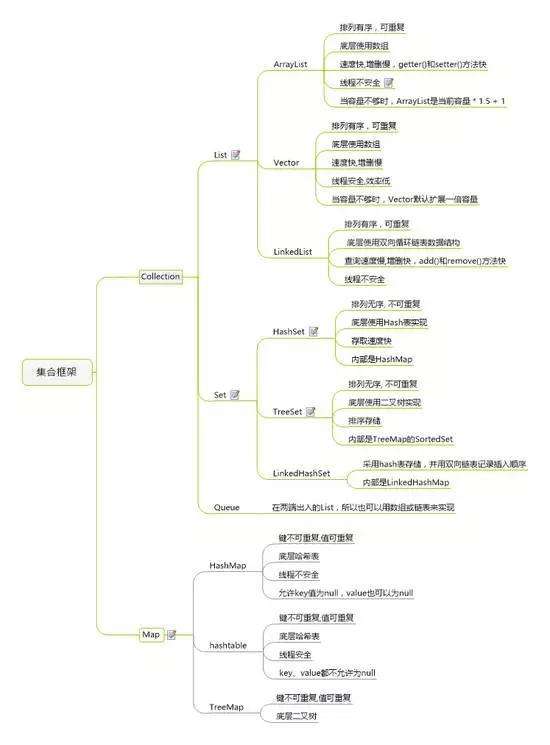 集合框架
Collection
List
ArrayList
排列有序，可重复
底层使用数组
速度快,增删慢，getter()和setter()方法快
线程不安全
当容量不够时，ArrayList是当前容量 * 1.5 + 1
Vector
排列有序，可重复
底层使用数组
速度快,增删慢
线程安全,效率低
当容量不够时，Vector默认扩展一倍容量
LinkedList
排列有序，可重复
底层使用双向循环链表数据结构
查询速度慢,增删快，add()和remove()方法快
线程不安全
Set
HashSet
排列无序, 不可重复
底层使用Hash表实现
存取速度快
内部是HashMap
TreeSet
排列无序, 不可重复
底层使用二叉树实现
排序存储
内部是TreeMap的SortedSet
LinkedHashSet
采用hash表存储，并用双向链表记录插入顺序
内部是LinkedHashMap
Queue
在两端出入的List，所以也可以用数组或链表来实现
Map
HashMap
键不可重复,值可重复
底层哈希表
线程不安全
允许key值为null，value也可以为null
hashtable
键不可重复,值可重复
底层哈希表
线程安全
key、value都不允许为null
TreeMap
键不可重复,值可重复
底层二叉树